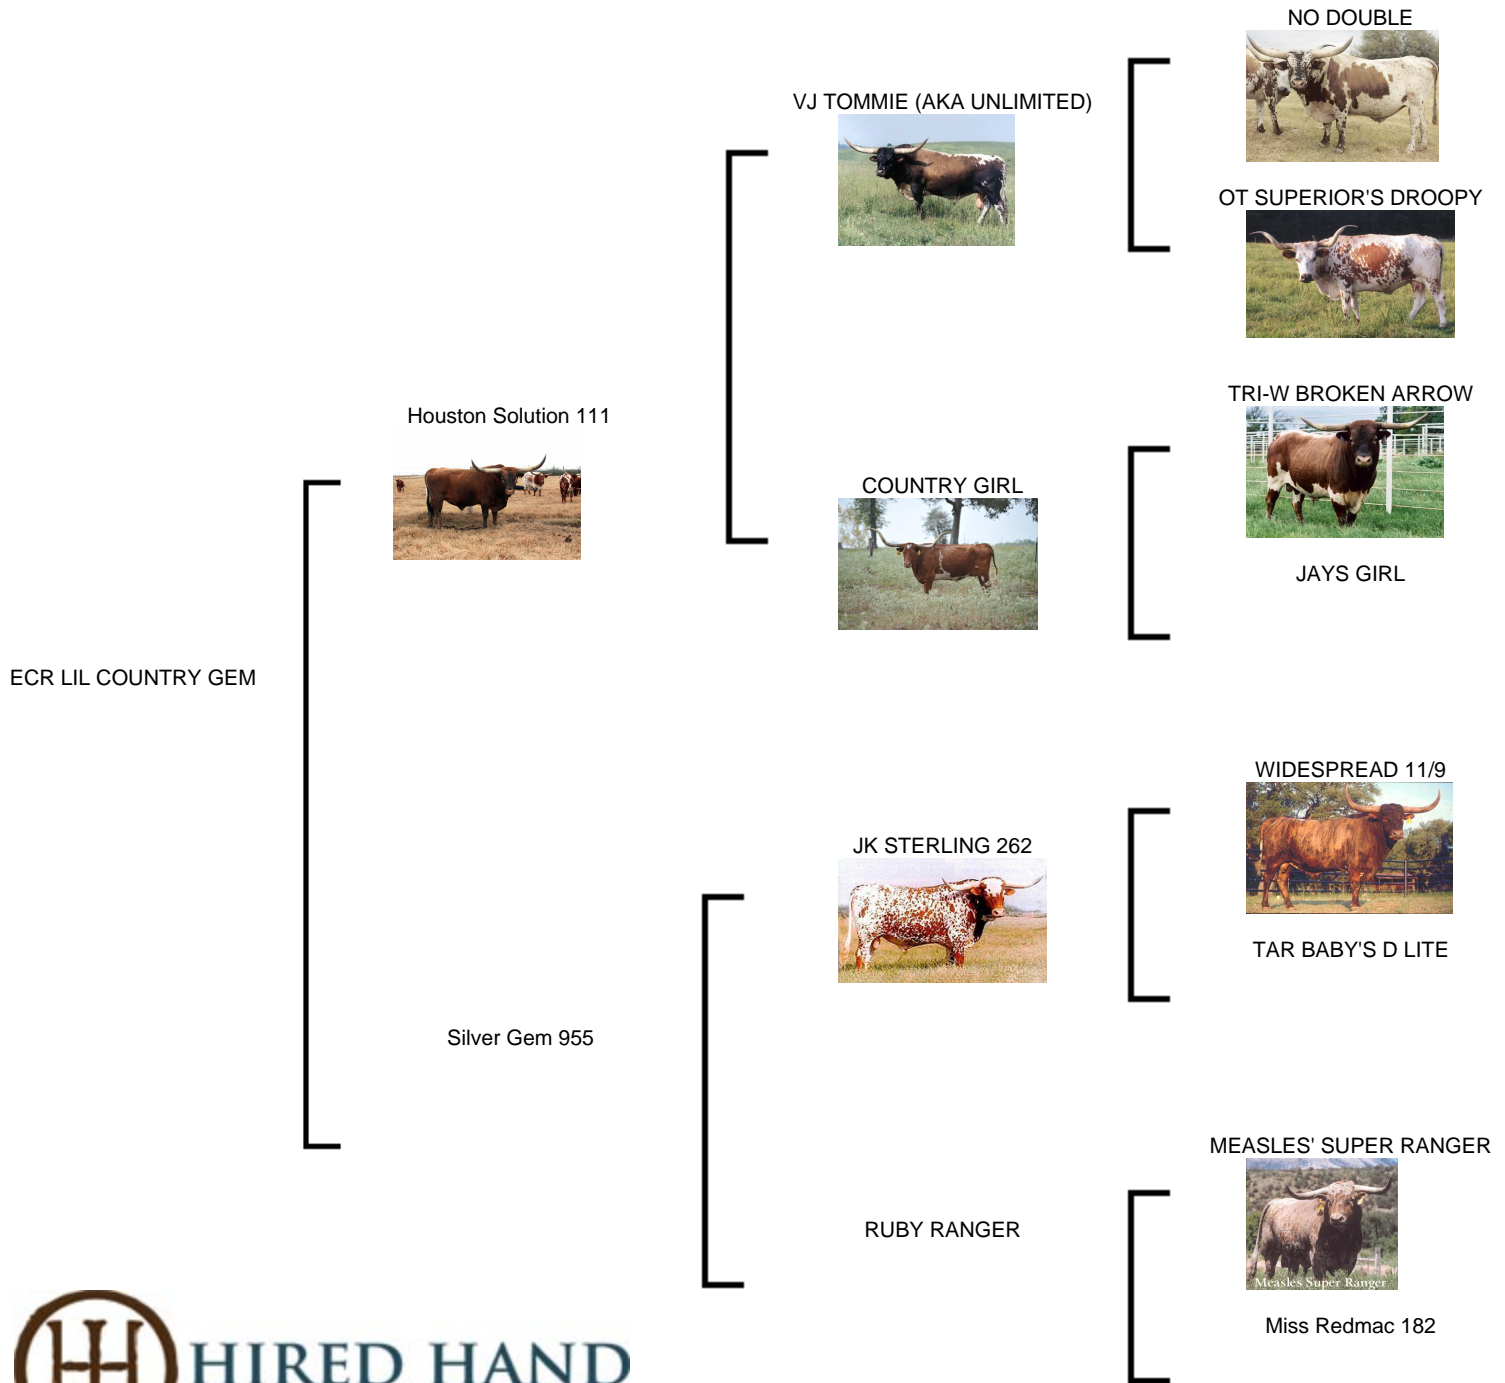 NO DOUBLE
VJ TOMMIE (AKA UNLIMITED)
OT SUPERIOR'S DROOPY
Houston Solution 111
TRI-W BROKEN ARROW
COUNTRY GIRL
JAYS GIRL
ECR LIL COUNTRY GEM
WIDESPREAD 11/9
JK STERLING 262
TAR BABY'S D LITE
Silver Gem 955
MEASLES' SUPER RANGER
RUBY RANGER
Measles Super Ranger
Miss Redmac 182
HIRED HAND